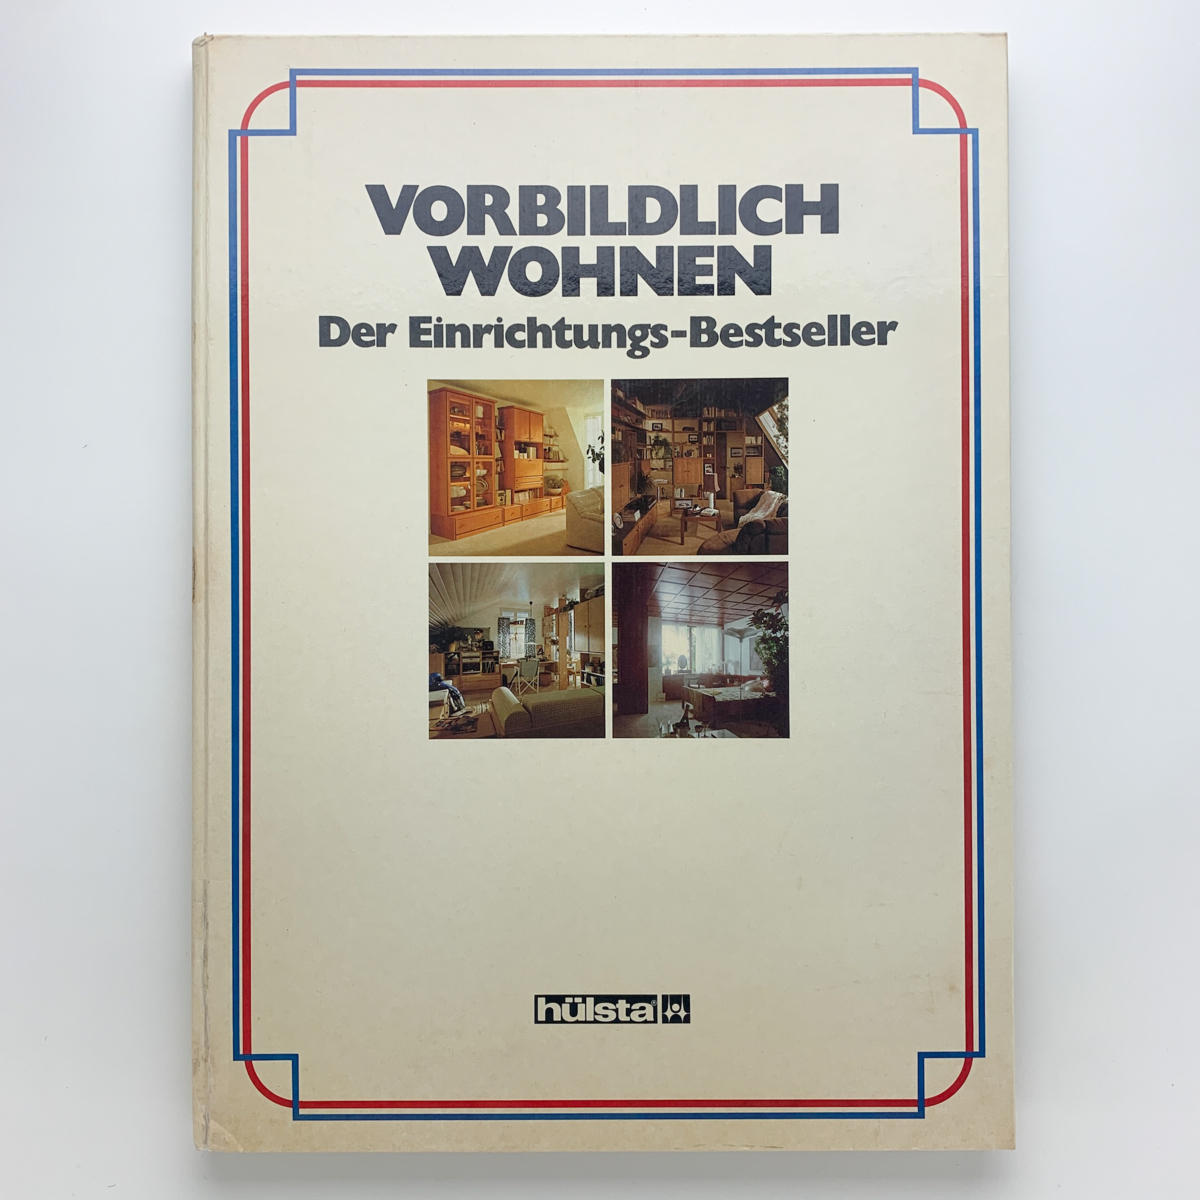 VORBILDLICH
WOHNEN
Der Einrichtungs-Bestseller
hülsta®